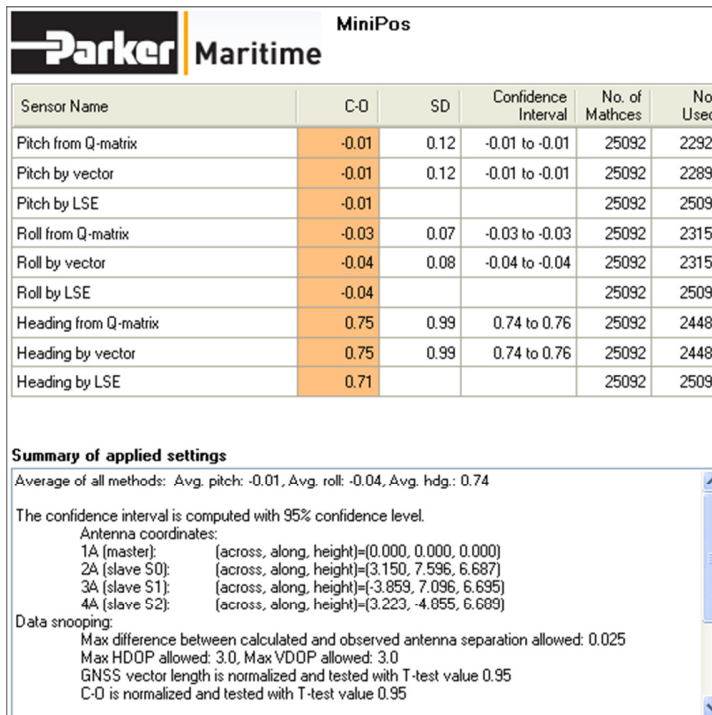 MiniPos
Parker Maritime
Sensor Name C-O SD Confidence Interval No. of Mathces No Used
Pitch from Q-matrix -0.01 0.12 -0.01 to -0.01 25092 2292
Pitch by vector -0.01 0.12 -0.01 to -0.01 25092 2289
Pitch by LSE -0.01 25092 2509
Roll from Q-matrix -0.03 0.07 -0.03 to -0.03 25092 2315
Roll by vector -0.04 0.08 -0.04 to -0.04 25092 2315
Roll by LSE -0.04 25092 2509
Heading from Q-matrix 0.75 0.99 0.74 to 0.76 25092 2448
Heading by vector 0.75 0.99 0.74 to 0.76 25092 2448
Heading by LSE 0.71 25092 2509
Summary of applied settings
Average of all methods: Avg. pitch: -0.01, Avg. roll: -0.04, Avg. hdg.: 0.74
The confidence interval is computed with 95% confidence level.
Antenna coordinates:
1A (master): (across, along, height)=(0.000, 0.000, 0.000)
2A (slave S0): (across, along, height)=(3.150, 7.596, 6.687)
3A (slave S1): (across, along, height)=(-3.859, 7.096, 6.695)
4A (slave S2): (across, along, height)=(3.223, -4.855, 6.689)
Data snooping:
Max difference between calculated and observed antenna separation allowed: 0.025
Max HDOP allowed: 3.0, Max VDOP allowed: 3.0
GNSS vector length is normalized and tested with T-test value 0.95
C-O is normalized and tested with T-test value 0.95